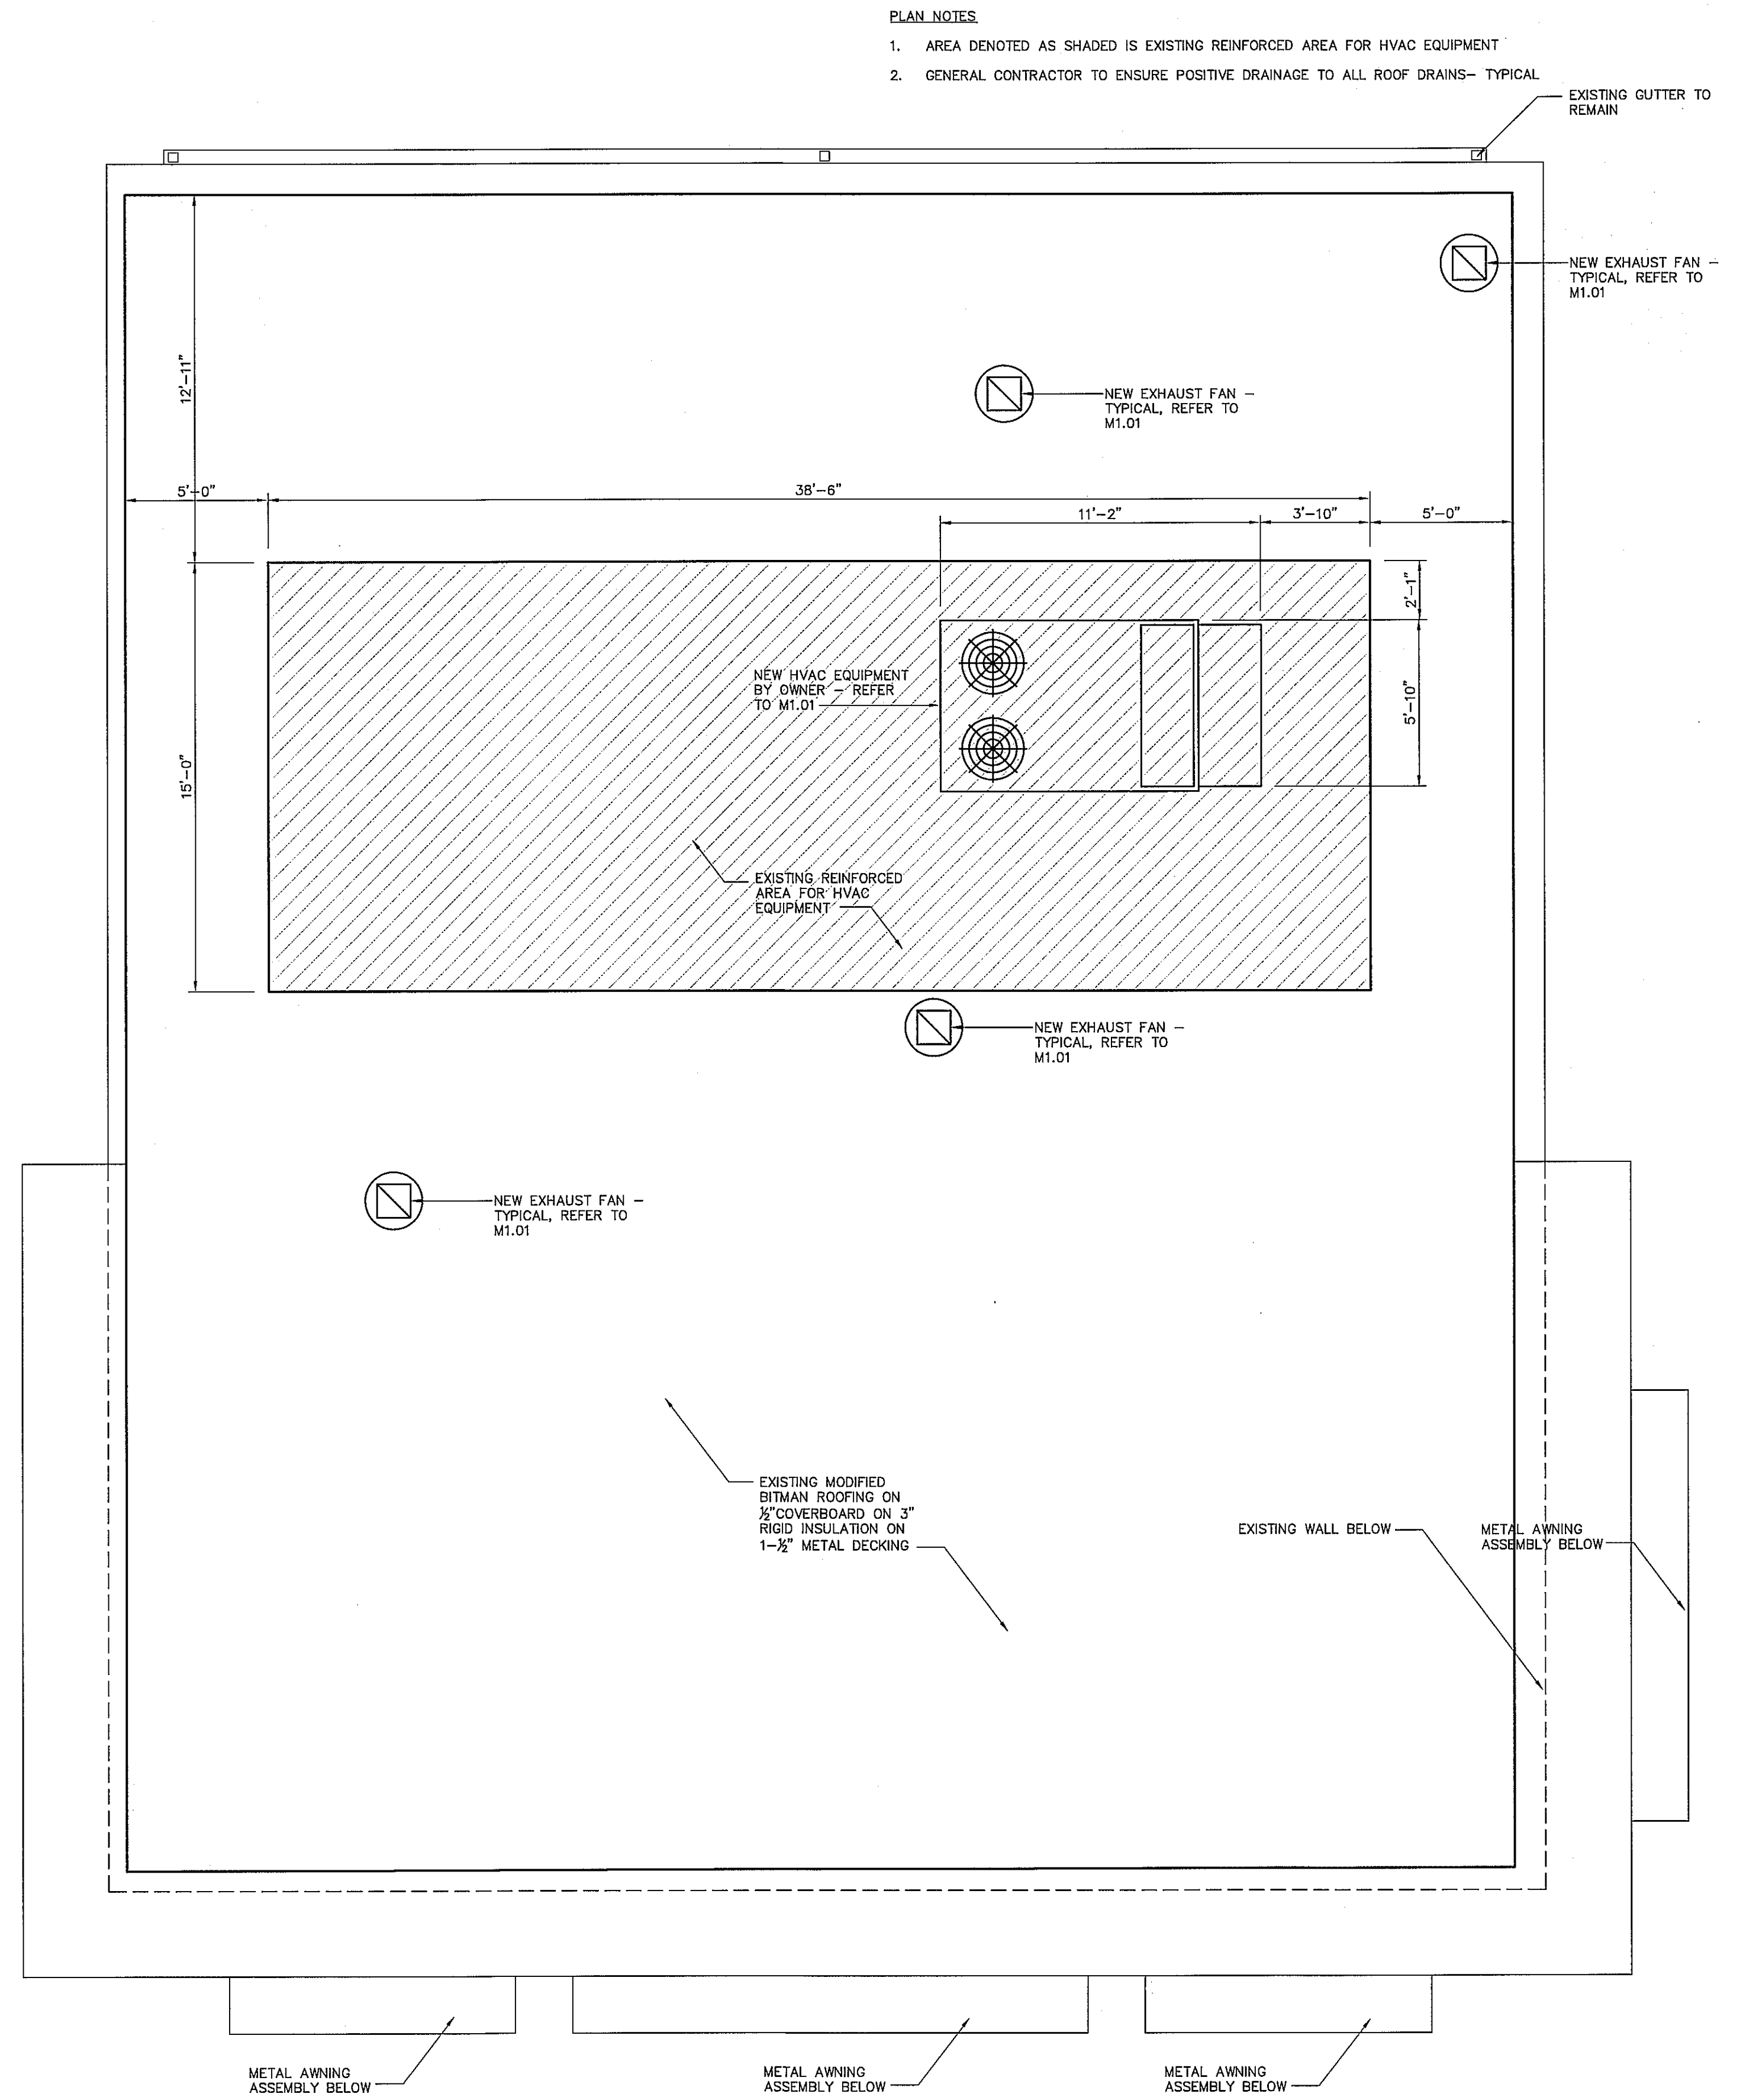 PLAN NOTES
1. AREA DENOTED AS SHADED IS EXISTING REINFORCED AREA FOR HVAC EQUIPMENT
2. GENERAL CONTRACTOR TO ENSURE POSITIVE DRAINAGE TO ALL ROOF DRAINS– TYPICAL
EXISTING GUTTER TO
REMAIN
NEW EXHAUST FAN –
TYPICAL, REFER TO
M1.01
12'–11"
NEW EXHAUST FAN –
TYPICAL, REFER TO
M1.01
5'–0"
38'–6"
11'–2"
3'–10"
5'–0"
2'–1"
NEW HVAC EQUIPMENT
BY OWNER – REFER
TO M1.01
5'–10"
15'–0"
EXISTING REINFORCED
AREA FOR HVAC
EQUIPMENT
NEW EXHAUST FAN –
TYPICAL, REFER TO
M1.01
NEW EXHAUST FAN –
TYPICAL, REFER TO
M1.01
EXISTING MODIFIED
BITMAN ROOFING ON
½"COVERBOARD ON 3"
RIGID INSULATION ON
1–½" METAL DECKING
EXISTING WALL BELOW
METAL AWNING
ASSEMBLY BELOW
METAL AWNING
ASSEMBLY BELOW
METAL AWNING
ASSEMBLY BELOW
METAL AWNING
ASSEMBLY BELOW